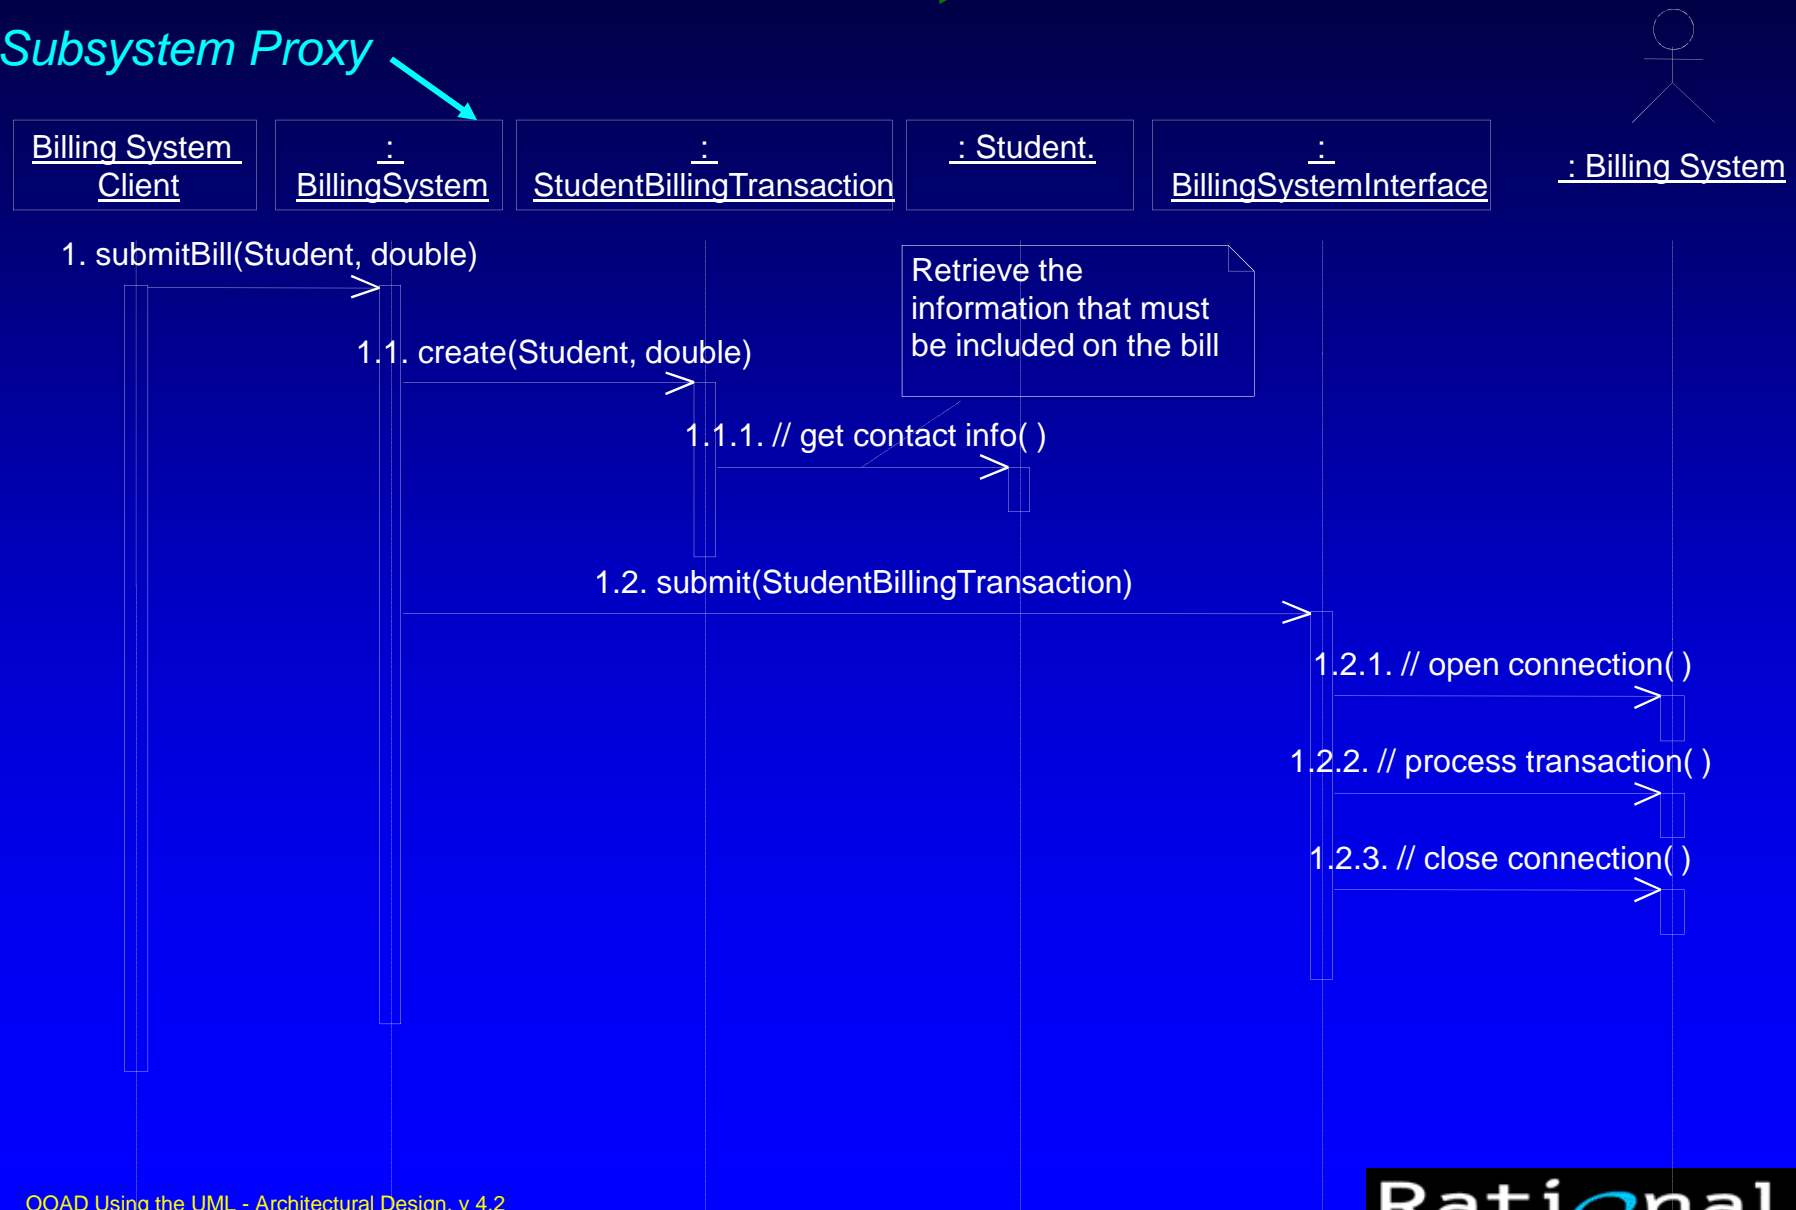 Subsystem Proxy
Billing System
Client
:
BillingSystem
:
StudentBillingTransaction
: Student.
:
BillingSystemInterface
: Billing System
1. submitBill(Student, double)
Retrieve the
information that must
be included on the bill
1.1. create(Student, double)
1.1.1. // get contact info( )
1.2. submit(StudentBillingTransaction)
1.2.1. // open connection( )
1.2.2. // process transaction( )
1.2.3. // close connection( )
OOAD Using the UML - Architectural Design, v 4.2
Rational